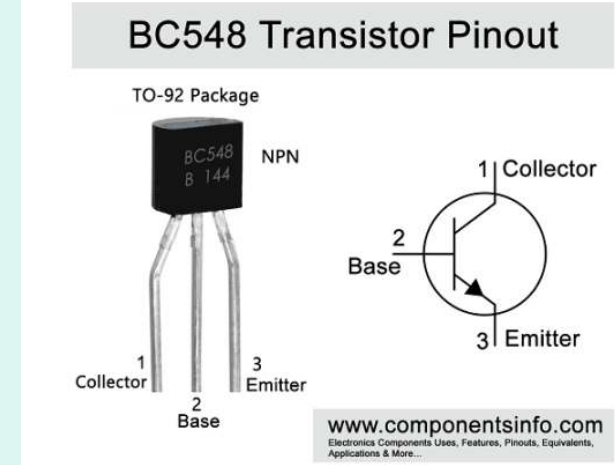 BC548 Transistor Pinout
TO-92 Package
BC548
B 144
NPN
1
Collector
2
Base
3
Emitter
1 Collector
2
Base
3 Emitter
www.componentsinfo.com
Electronics Components Uses, Features, Pinouts, Equivalents,
Applications & More...